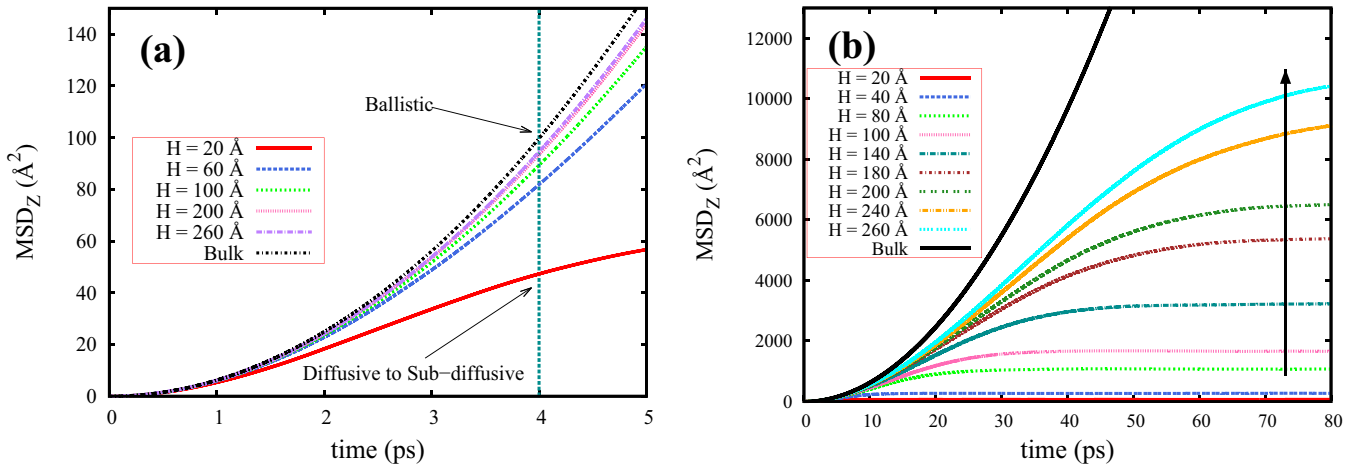 (a)
MSD_Z (Å²)
140
120
100
80
60
40
20
0
Ballistic
H = 20 Å
H = 60 Å
H = 100 Å
H = 200 Å
H = 260 Å
Bulk
Diffusive to Sub−diffusive
0 1 2 3 4 5
time (ps)
(b)
MSD_Z (Å²)
12000
10000
8000
6000
4000
2000
0
H = 20 Å
H = 40 Å
H = 80 Å
H = 100 Å
H = 140 Å
H = 180 Å
H = 200 Å
H = 240 Å
H = 260 Å
Bulk
0 10 20 30 40 50 60 70 80
time (ps)